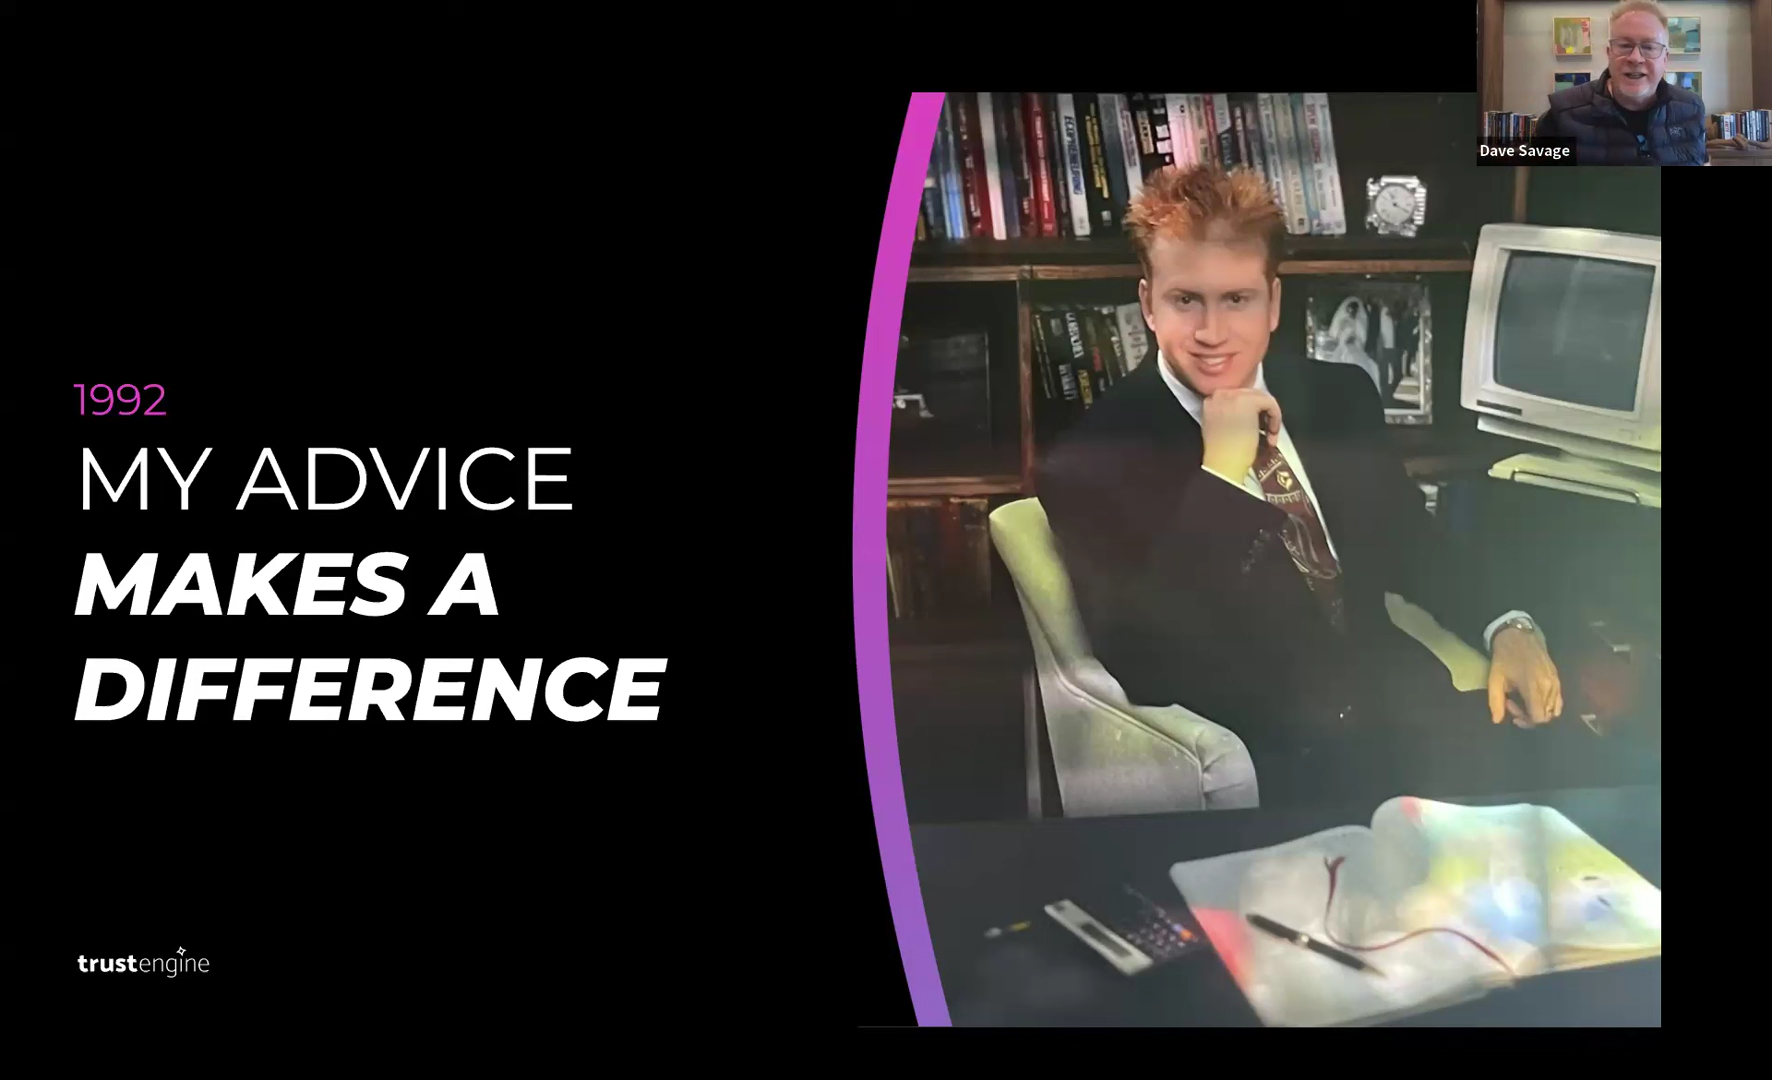 Dave Savage
1992
MY ADVICE
MAKES A
DIFFERENCE
trustengine